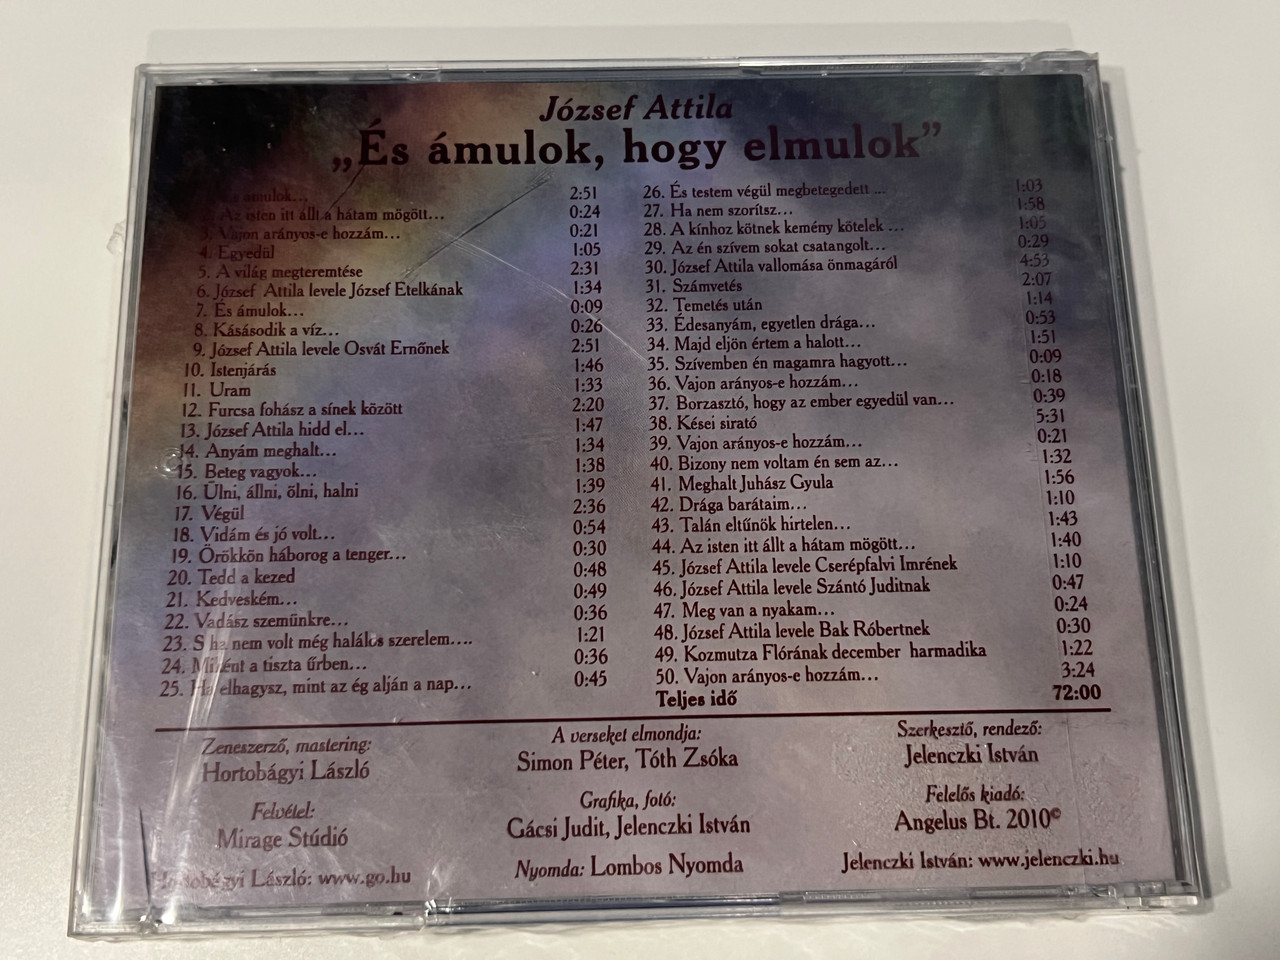 József Attila
„És ámulok, hogy elmulok”
ámulok... 2:51
2. Az isten itt állt a hátam mögött... 0:24
3. Vajon arányos-e hozzám... 0:21
4. Egyedül 1:05
5. A világ megteremtése 2:31
6. József Attila levele József Etelkának 1:34
7. És ámulok... 0:09
8. Kásásodik a víz... 0:26
9. József Attila levele Osvát Ernőnek 2:51
10. Istenjárás 1:46
11. Uram 1:33
12. Furcsa fohász a sínek között 2:20
13. József Attila hidd el... 1:47
14. Anyám meghalt... 1:34
15. Beteg vagyok... 1:38
16. Ülni, állni, ölni, halni 1:39
17. Végül 2:36
18. Vidám és jó volt... 0:54
19. Örökkön háborog a tenger... 0:30
20. Tedd a kezed 0:48
21. Kedveském... 0:49
22. Vadász szemünkre... 0:36
23. S ha nem volt még halálos szerelem.... 1:21
24. Miként a tiszta űrben... 0:36
25. Ha elhagysz, mint az ég alján a nap... 0:45
26. És testem végül megbetegedett ... 1:03
27. Ha nem szorítsz... 1:58
28. A kínhoz kötnek kemény kötelek ... 1:05
29. Az én szívem sokat csatangolt... 0:29
30. József Attila vallomása önmagáról 4:53
31. Számvetés 2:07
32. Temetés után 1:14
33. Édesanyám, egyetlen drága... 0:53
34. Majd eljön értem a halott... 1:51
35. Szívemben én magamra hagyott... 0:09
36. Vajon arányos-e hozzám... 0:18
37. Borzasztó, hogy az ember egyedül van... 0:39
38. Kései sirató 5:31
39. Vajon arányos-e hozzám... 0:21
40. Bizony nem voltam én sem az... 1:32
41. Meghalt Juhász Gyula 1:56
42. Drága barátaim... 1:10
43. Talán eltűnök hirtelen... 1:43
44. Az isten itt állt a hátam mögött... 1:40
45. József Attila levele Cserépfalvi Imrének 1:10
46. József Attila levele Szántó Juditnak 0:47
47. Meg van a nyakam... 0:24
48. József Attila levele Bak Róbertnek 0:30
49. Kozmutza Flórának december harmadika 1:22
50. Vajon arányos-e hozzám... 3:24
Teljes idő 72:00
Zeneszerző, mastering:
Hortobágyi László
Felvétel:
Mirage Stúdió
Hortobágyi László: www.go.hu
A verseket elmondja:
Simon Péter, Tóth Zsóka
Grafika, fotó:
Gácsi Judit, Jelenczki István
Nyomda: Lombos Nyomda
Szerkesztő, rendező:
Jelenczki István
Felelős kiadó:
Angelus Bt. 2010©
Jelenczki István: www.jelenczki.hu